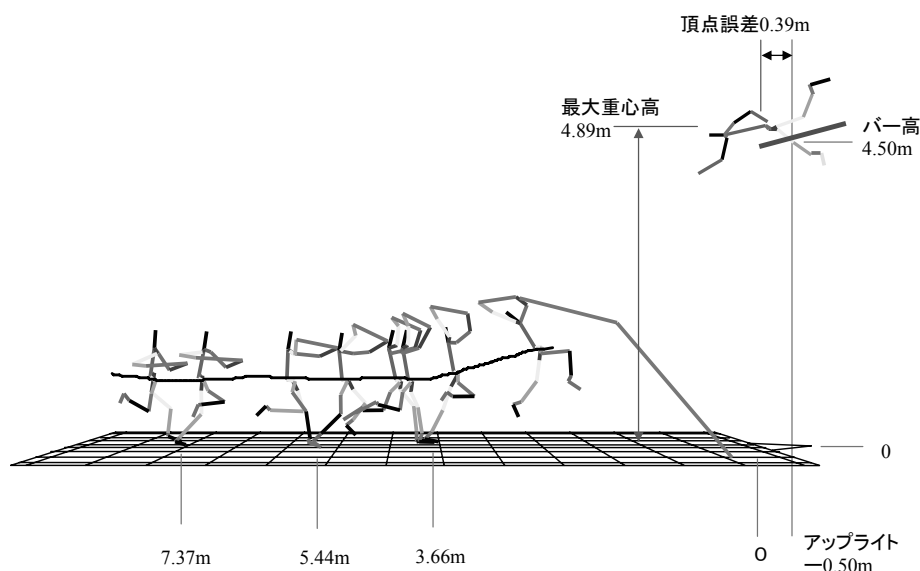 頂点誤差0.39m
最大重心高
4.89m
バー高
4.50m
0
7.37m
5.44m
3.66m
O
アップライト
ー0.50m